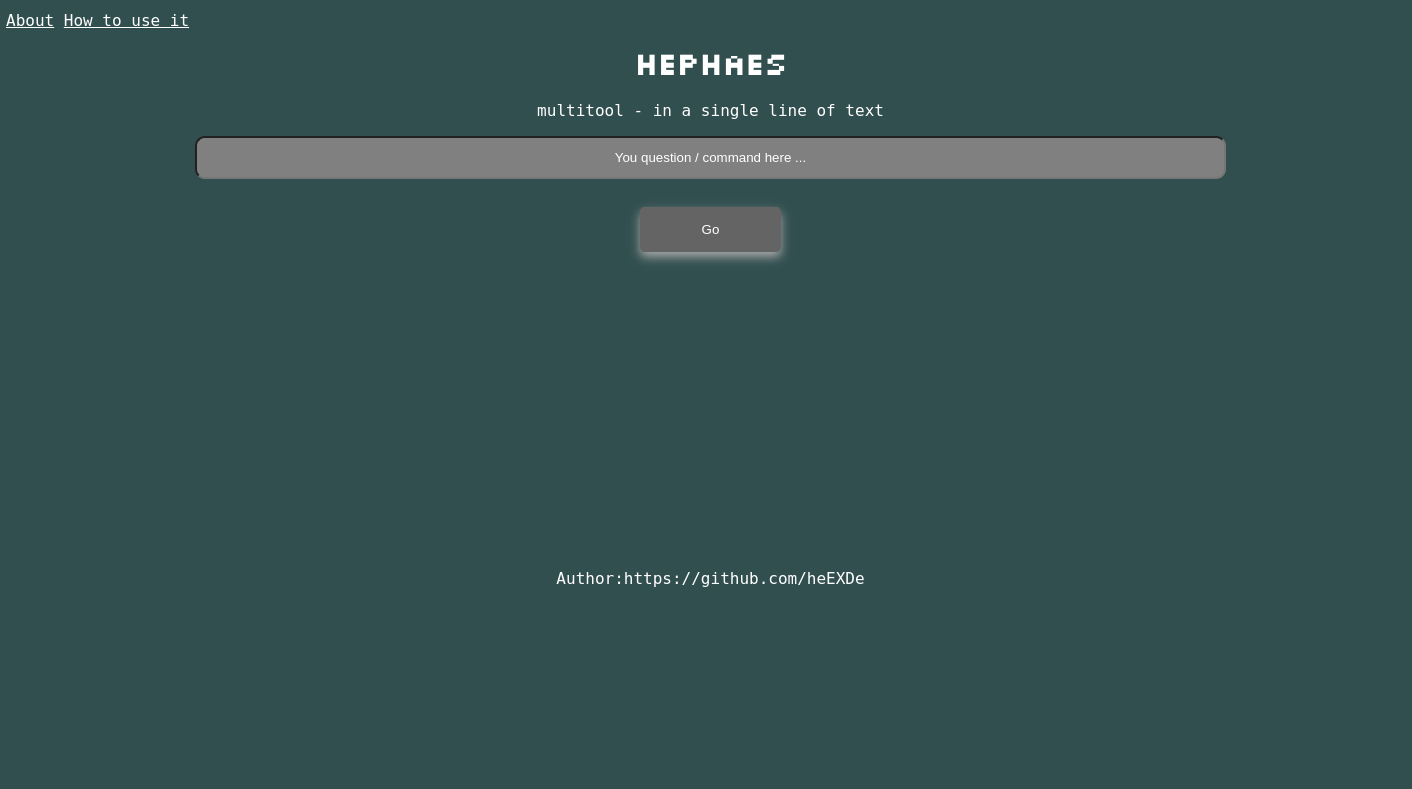 About How to use it
HEPHAES
multitool - in a single line of text
You question / command here ...
Go
Author:https://github.com/heEXDe